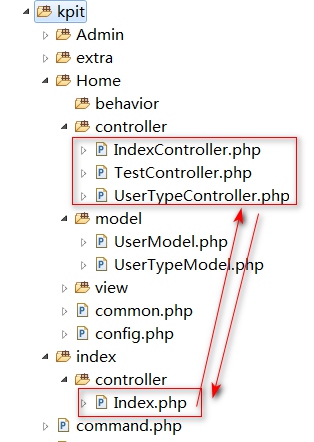 kpit
Admin
extra
Home
behavior
controller
IndexController.php
TestController.php
UserTypeController.php
model
UserModel.php
UserTypeModel.php
view
common.php
config.php
index
controller
Index.php
command.php